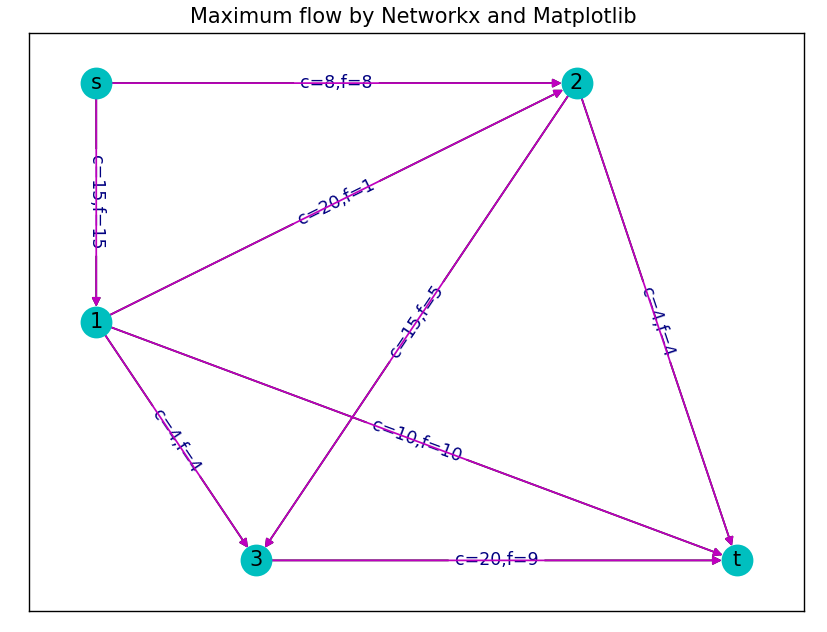 Maximum flow by Networkx and Matplotlib
s
c=8,f=8
2
c=15,f=15
c=20,f=1
1
c=15,f=5
c=4,f=4
c=4,f=4
c=10,f=10
3
c=20,f=9
t